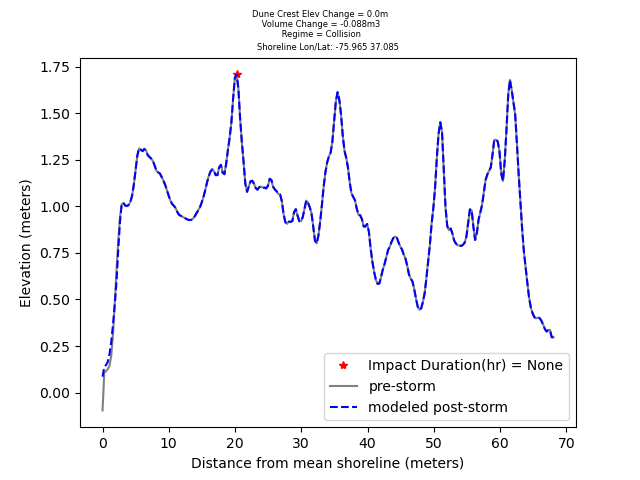 Dune Crest Elev Change = 0.0m
Volume Change = -0.088m3
Regime = Collision
Shoreline Lon/Lat: -75.965 37.085
1.75
1.50
1.25
1.00
0.75
0.50
0.25
0.00
Elevation (meters)
Impact Duration(hr) = None
pre-storm
modeled post-storm
0 10 20 30 40 50 60 70
Distance from mean shoreline (meters)